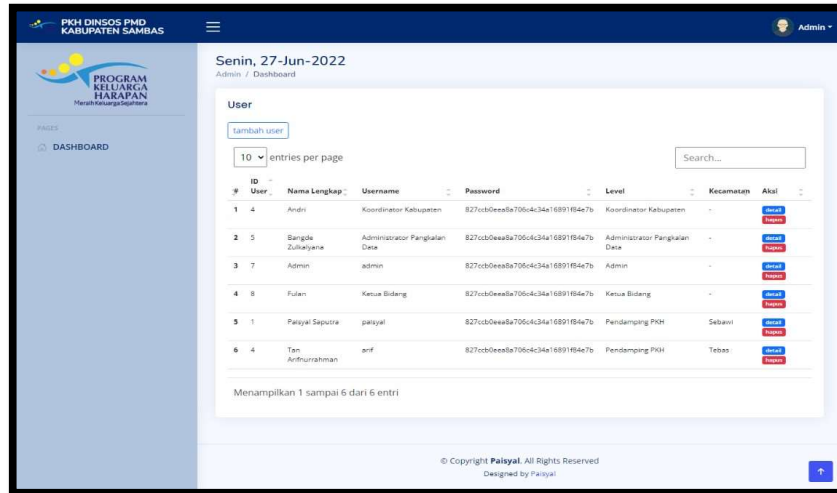 PKH DINSOS PMD
KABUPATEN SAMBAS
Admin
PROGRAM
KELUARGA
HARAPAN
Meraih Keluarga Sejahtera
PAGES
DASHBOARD
Senin, 27-Jun-2022
Admin / Dashboard
User
tambah user
10 entries per page
Search...
# ID User Nama Lengkap Username Password Level Kecamatan Aksi
1 4 Andri Koordinator Kabupaten 827ccb0eea8a706c4c34a16891f84e7b Koordinator Kabupaten - detail
hapus
2 5 Bangde Zulkalyana Administrator Pangkalan Data 827ccb0eea8a706c4c34a16891f84e7b Administrator Pangkalan Data - detail
hapus
3 7 Admin admin 827ccb0eea8a706c4c34a16891f84e7b Admin - detail
hapus
4 8 Fulan Ketua Bidang 827ccb0eea8a706c4c34a16891f84e7b Ketua Bidang - detail
hapus
5 1 Paisyal Saputra paisyal 827ccb0eea8a706c4c34a16891f84e7b Pendamping PKH Sebawi detail
hapus
6 4 Tan Arifnurrahman arif 827ccb0eea8a706c4c34a16891f84e7b Pendamping PKH Tebas detail
hapus
Menampilkan 1 sampai 6 dari 6 entri
© Copyright Paisyal. All Rights Reserved
Designed by Paisyal